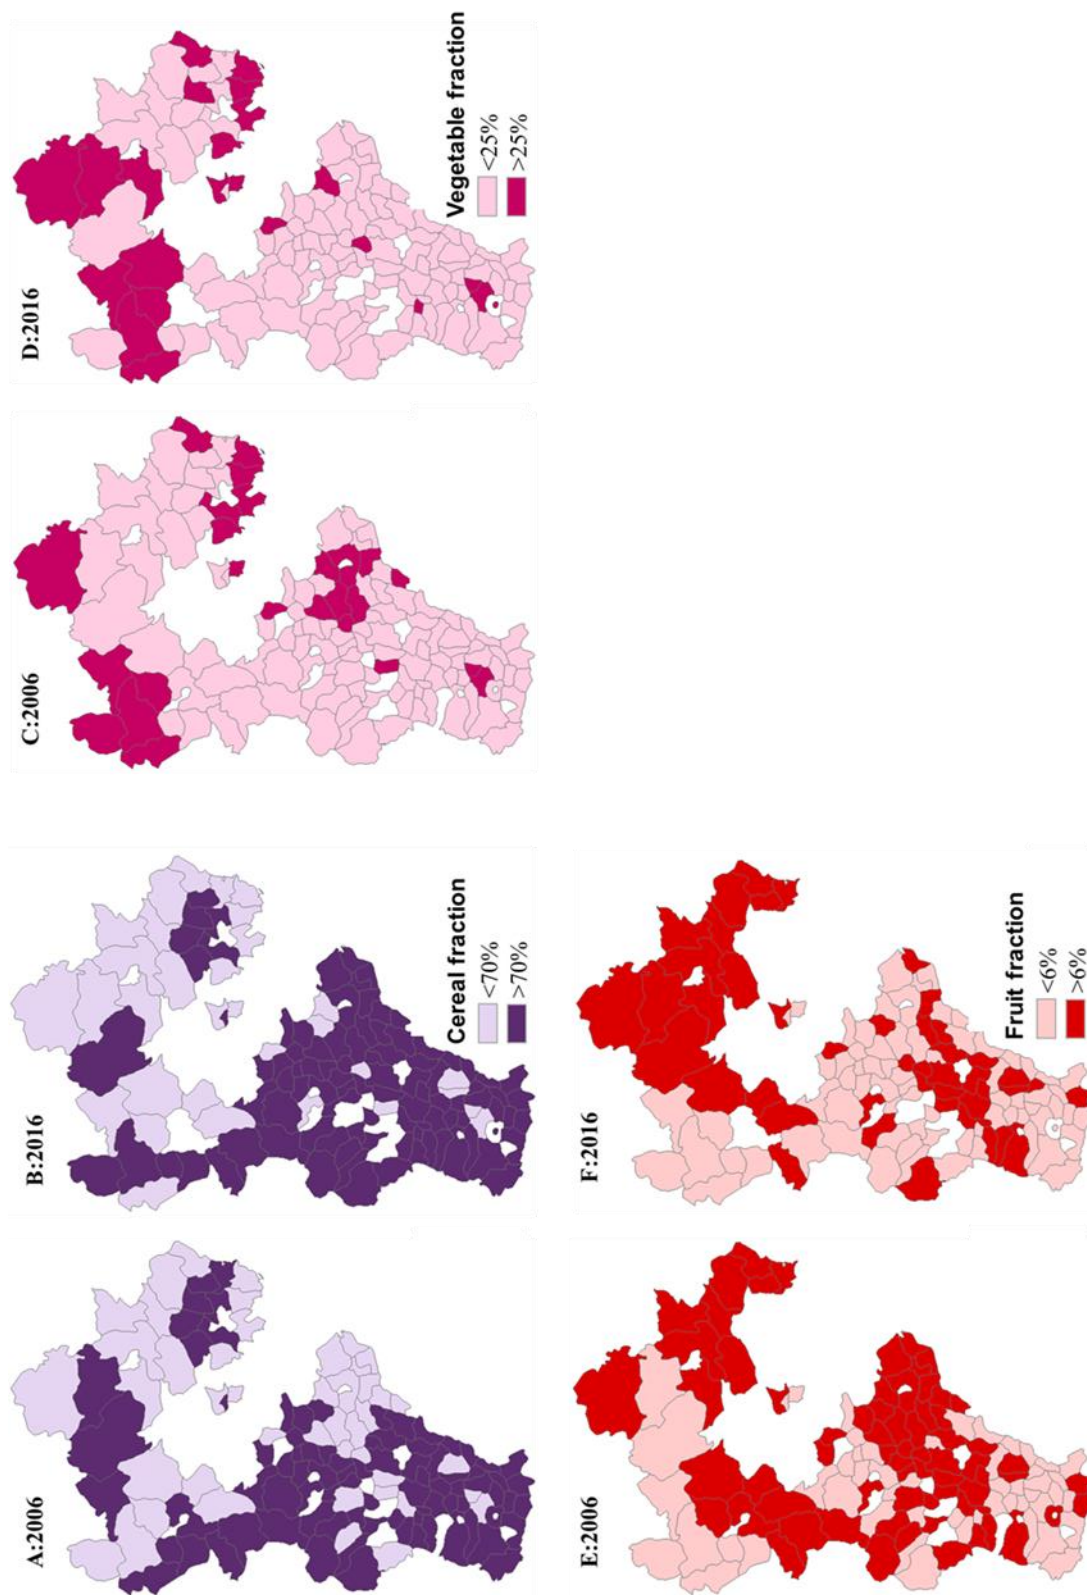 A:2006
B:2016
Cereal fraction
<70%
>70%
C:2006
D:2016
Vegetable fraction
<25%
>25%
E:2006
F:2016
Fruit fraction
<6%
>6%